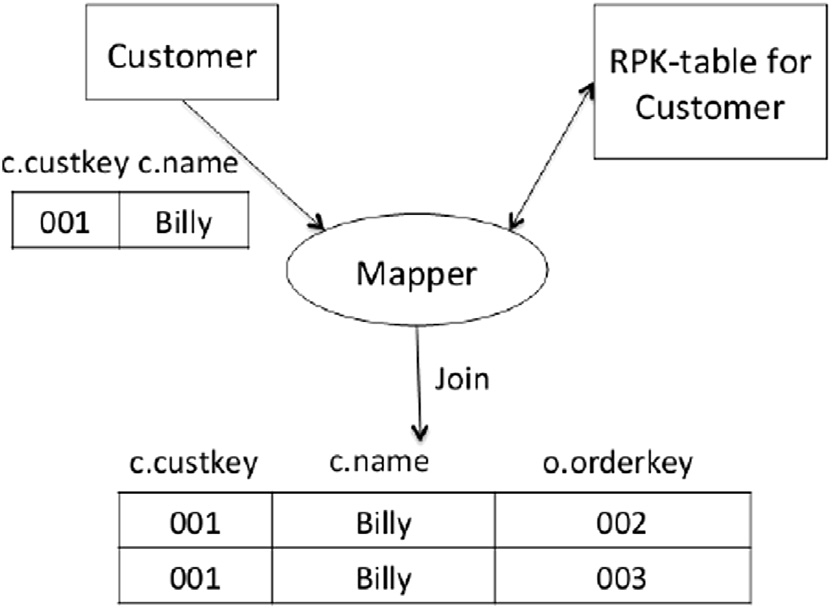 Customer
RPK-table for
Customer
c.custkey c.name
001 Billy
Mapper
Join
c.custkey c.name o.orderkey
001 Billy 002
001 Billy 003